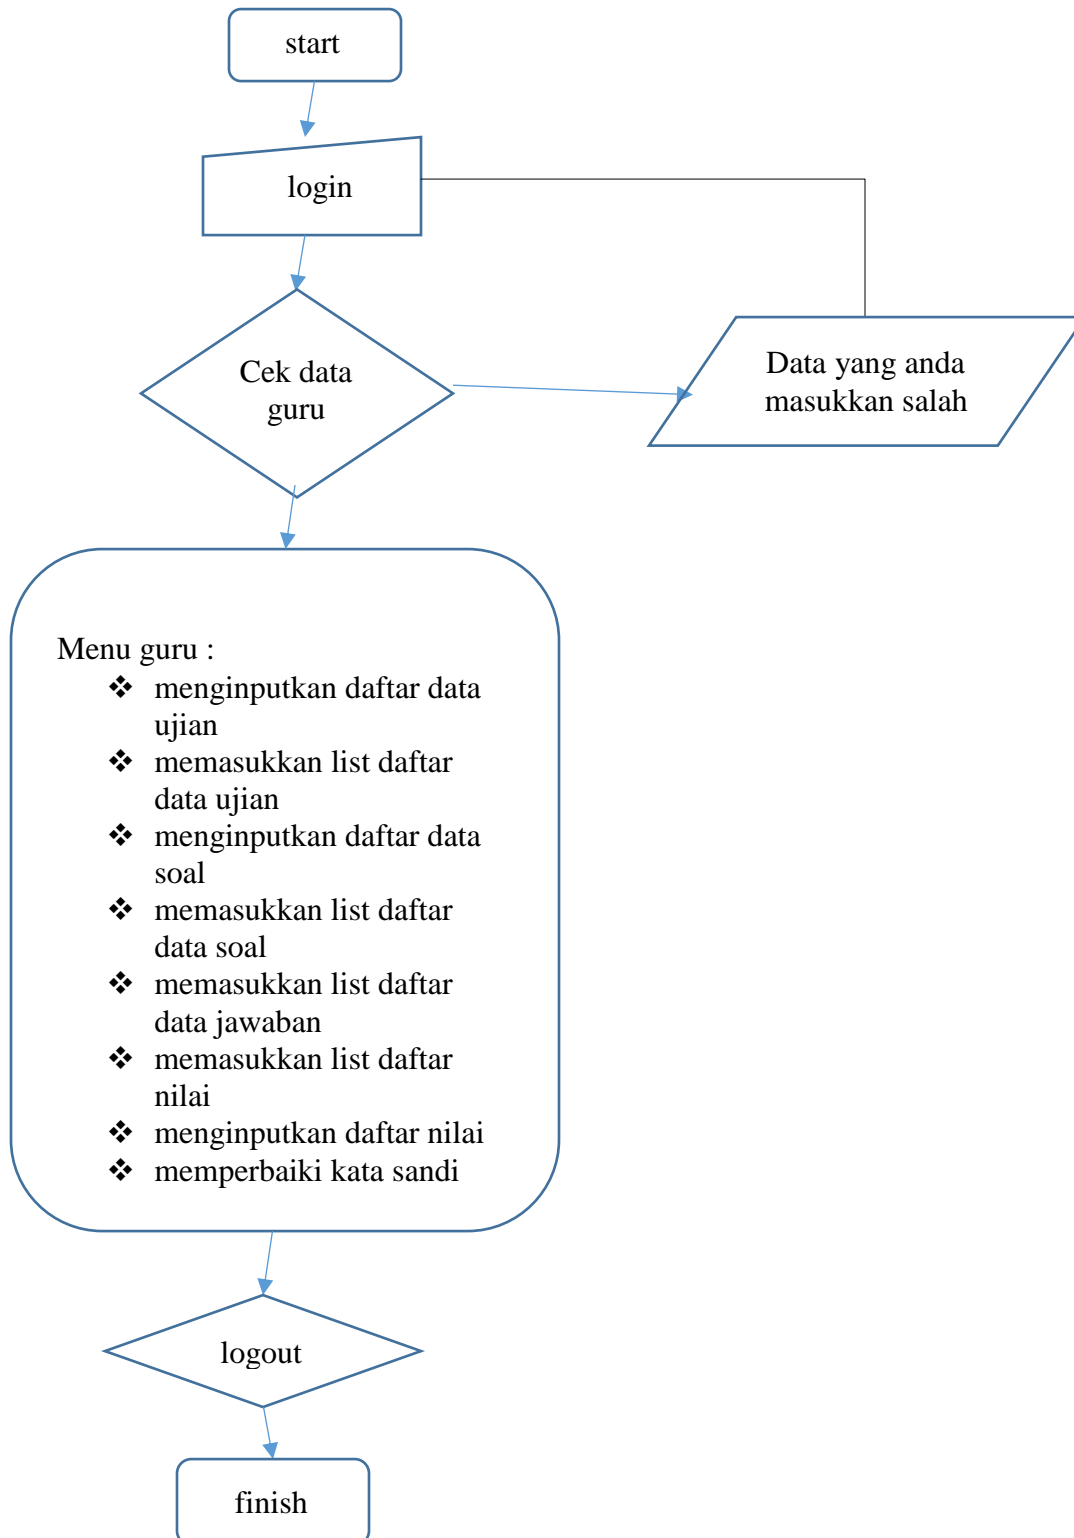 start
login
Cek data
guru
Data yang anda
masukkan salah
Menu guru :
❖ menginputkan daftar data
ujian
❖ memasukkan list daftar
data ujian
❖ menginputkan daftar data
soal
❖ memasukkan list daftar
data soal
❖ memasukkan list daftar
data jawaban
❖ memasukkan list daftar
nilai
❖ menginputkan daftar nilai
❖ memperbaiki kata sandi
logout
finish